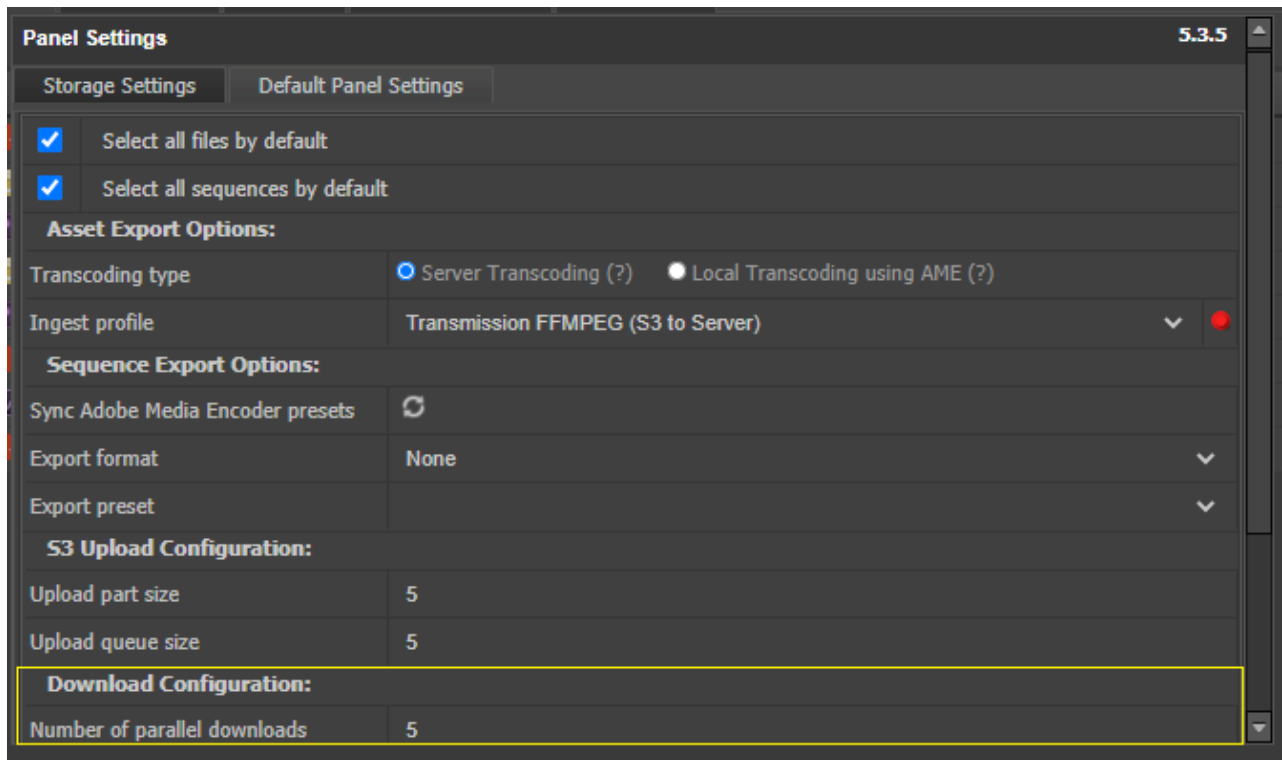 Panel Settings 5.3.5
Storage Settings Default Panel Settings
Select all files by default
Select all sequences by default
Asset Export Options:
Transcoding type Server Transcoding (?) Local Transcoding using AME (?)
Ingest profile Transmission FFMPEG (S3 to Server)
Sequence Export Options:
Sync Adobe Media Encoder presets
Export format None
Export preset
S3 Upload Configuration:
Upload part size 5
Upload queue size 5
Download Configuration:
Number of parallel downloads 5